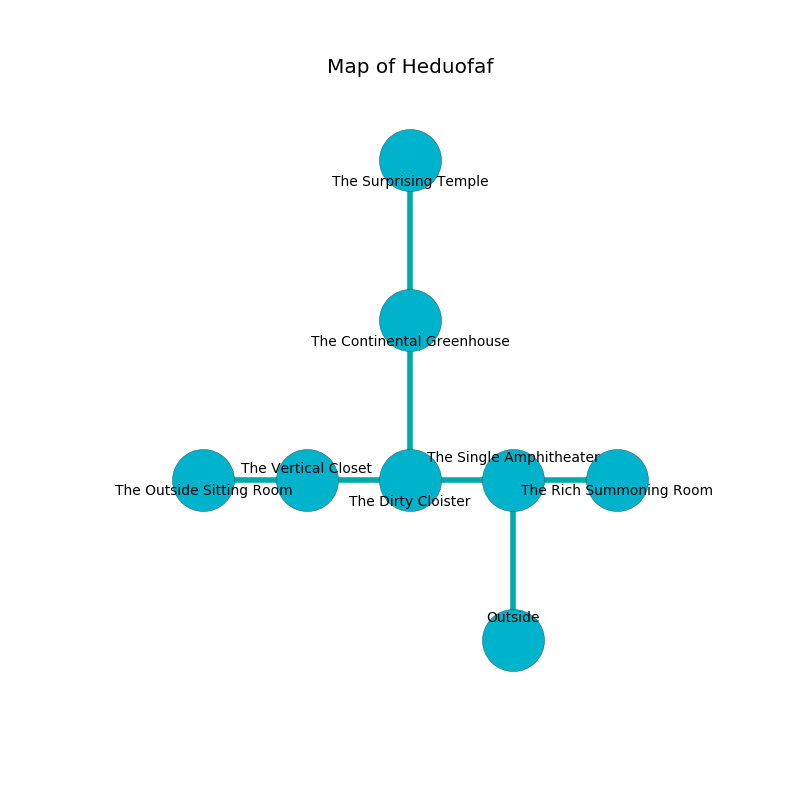 Map of Heduofaf
The Surprising Temple
The Continental Greenhouse
The Single Amphitheater
The Vertical Closet
The Outside Sitting Room
The Rich Summoning Room
The Dirty Cloister
Outside